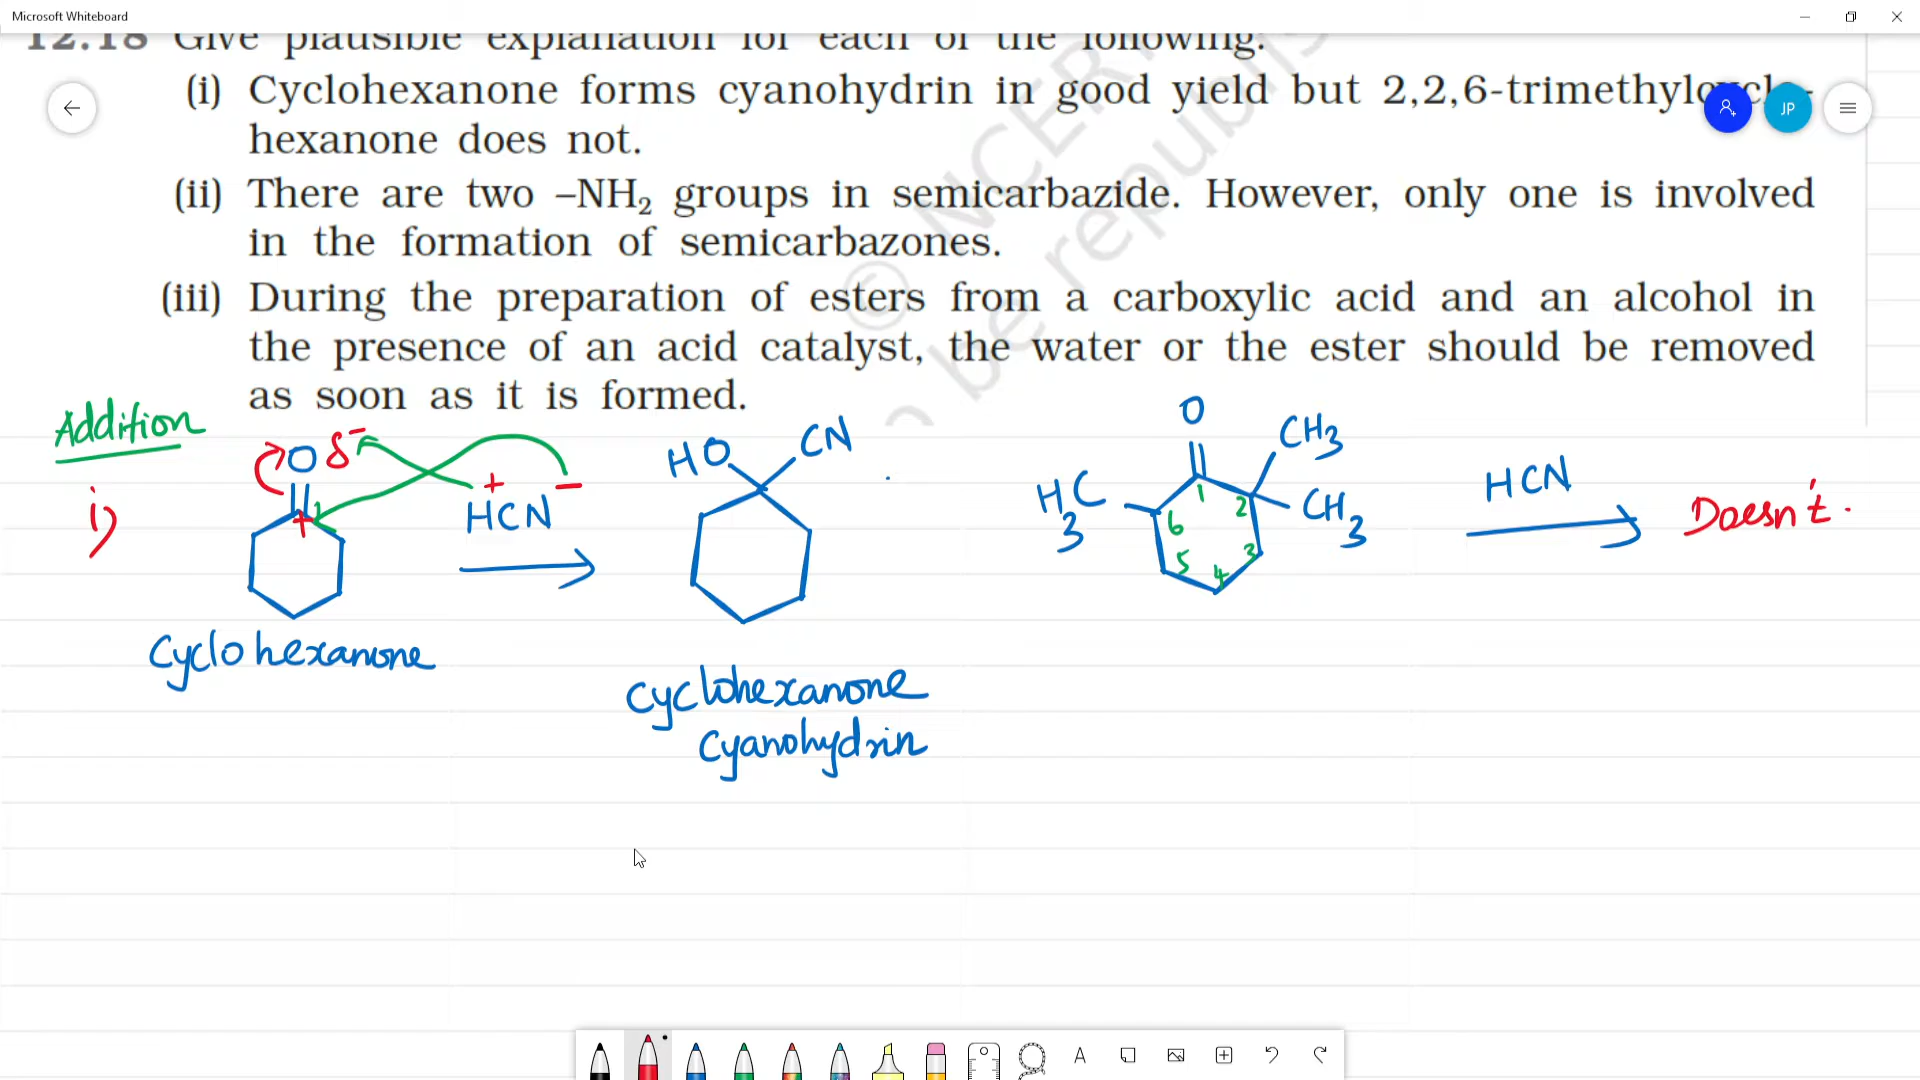 Microsoft Whiteboard
12.18 Give plausible explanation for each of the following:
(i) Cyclohexanone forms cyanohydrin in good yield but 2,2,6-trimethylcyclo-
hexanone does not.
JP
(ii) There are two –NH₂ groups in semicarbazide. However, only one is involved
in the formation of semicarbazones.
(iii) During the preparation of esters from a carboxylic acid and an alcohol in
the presence of an acid catalyst, the water or the ester should be removed
as soon as it is formed.
© NCERT
be republis
Addition
i)
O δ-
+
+ -
HCN
HO CN
O
CH3
H3C
CH3
1
2
3
4
5
6
HCN
Doesn't.
Cyclohexanone
Cyclohexanone
Cyanohydrin
A